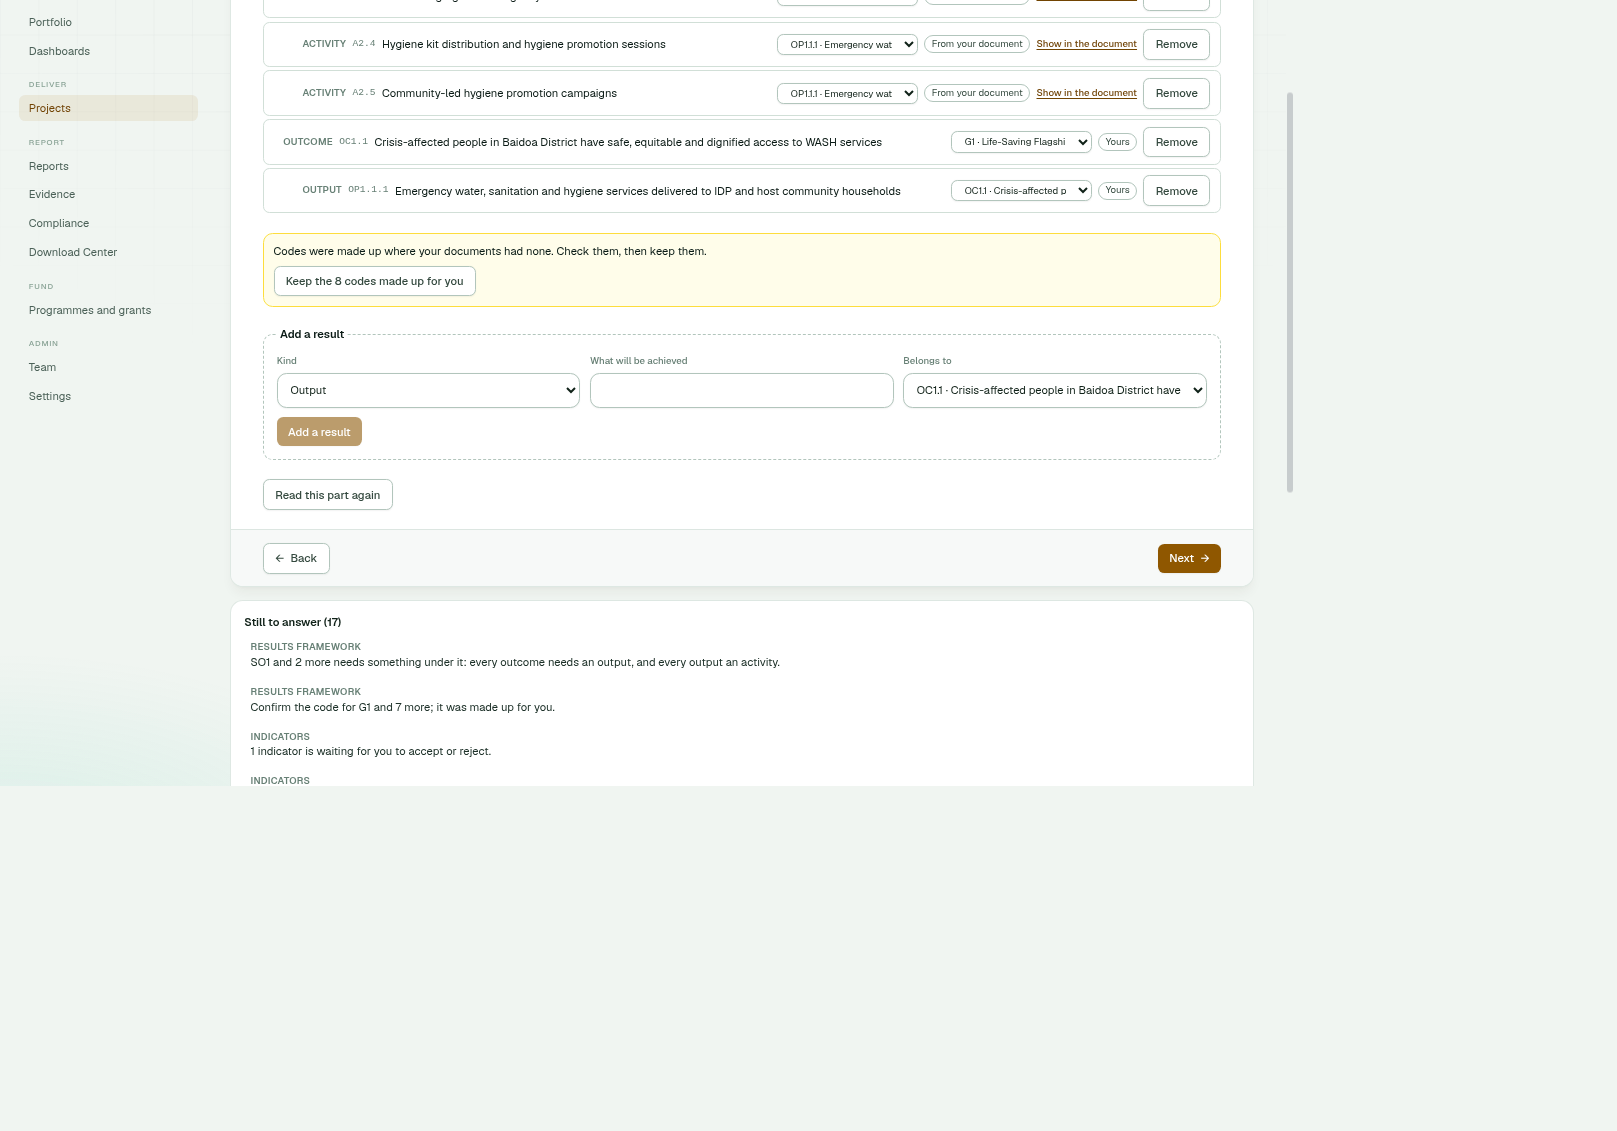 Portfolio
Dashboards
DELIVER
Projects
REPORT
Reports
Evidence
Compliance
Download Center
FUND
Programmes and grants
ADMIN
Team
Settings
ACTIVITY A2.4 Hygiene kit distribution and hygiene promotion sessions OP1.1.1 · Emergency wat From your document Show in the document Remove
ACTIVITY A2.5 Community-led hygiene promotion campaigns OP1.1.1 · Emergency wat From your document Show in the document Remove
OUTCOME OC1.1 Crisis-affected people in Baidoa District have safe, equitable and dignified access to WASH services G1 · Life-Saving Flagshi Yours Remove
OUTPUT OP1.1.1 Emergency water, sanitation and hygiene services delivered to IDP and host community households OC1.1 · Crisis-affected p Yours Remove
Codes were made up where your documents had none. Check them, then keep them.
Keep the 8 codes made up for you
Add a result
Kind What will be achieved Belongs to
Output OC1.1 · Crisis-affected people in Baidoa District have
Add a result
Read this part again
← Back Next →
Still to answer (17)
RESULTS FRAMEWORK
SO1 and 2 more needs something under it: every outcome needs an output, and every output an activity.
RESULTS FRAMEWORK
Confirm the code for G1 and 7 more; it was made up for you.
INDICATORS
1 indicator is waiting for you to accept or reject.
INDICATORS